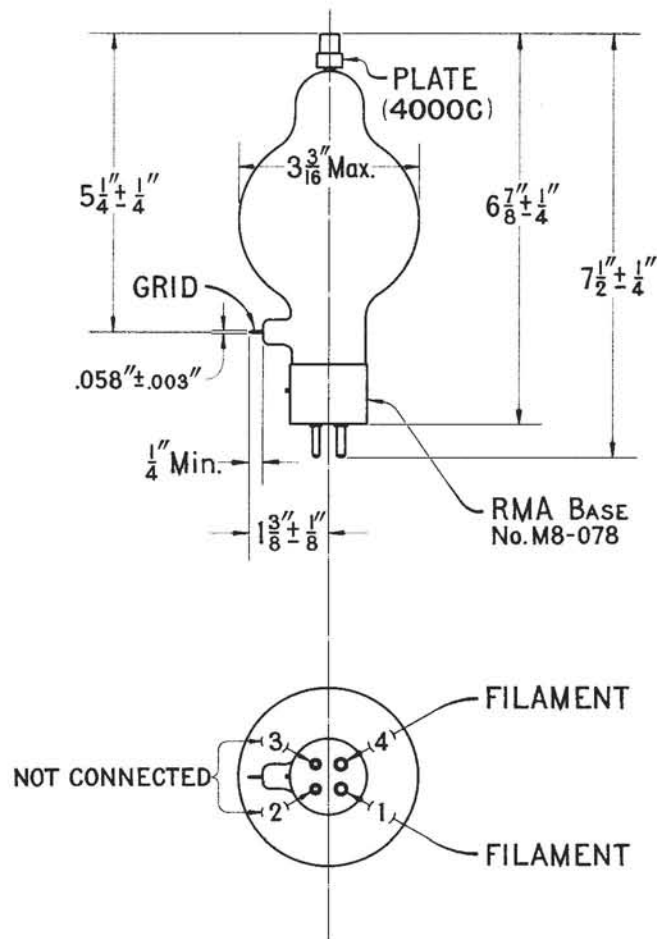 PLATE
(4000C)
3 3/16" Max.
5 1/4" ± 1/4"
6 7/8" ± 1/4"
7 1/2" ± 1/4"
GRID
.058" ± .003"
1/4" Min.
1 3/8" ± 1/8"
RMA BASE
No. M8-078
FILAMENT
3
4
NOT CONNECTED
2
1
FILAMENT